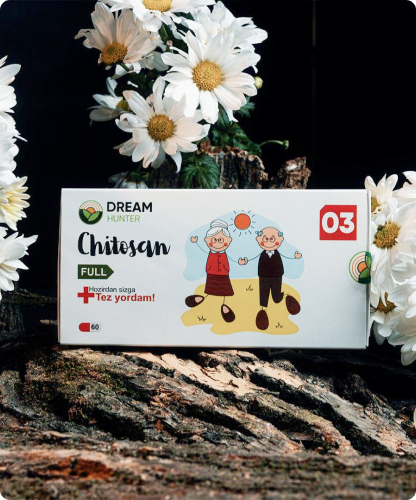 DREAM
HUNTER
03
Chitosan
FULL
Hozirdan sizga
Tez yordam!
60